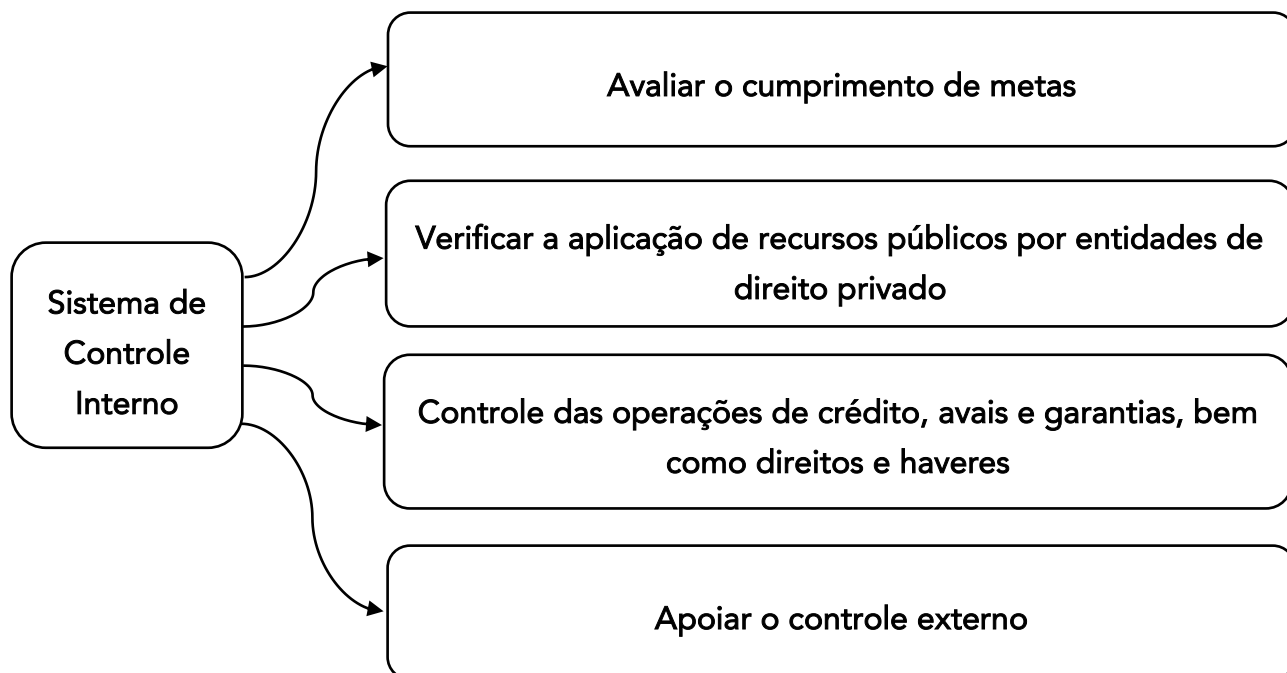 Sistema de
Controle
Interno
Avaliar o cumprimento de metas
Verificar a aplicação de recursos públicos por entidades de
direito privado
Controle das operações de crédito, avais e garantias, bem
como direitos e haveres
Apoiar o controle externo